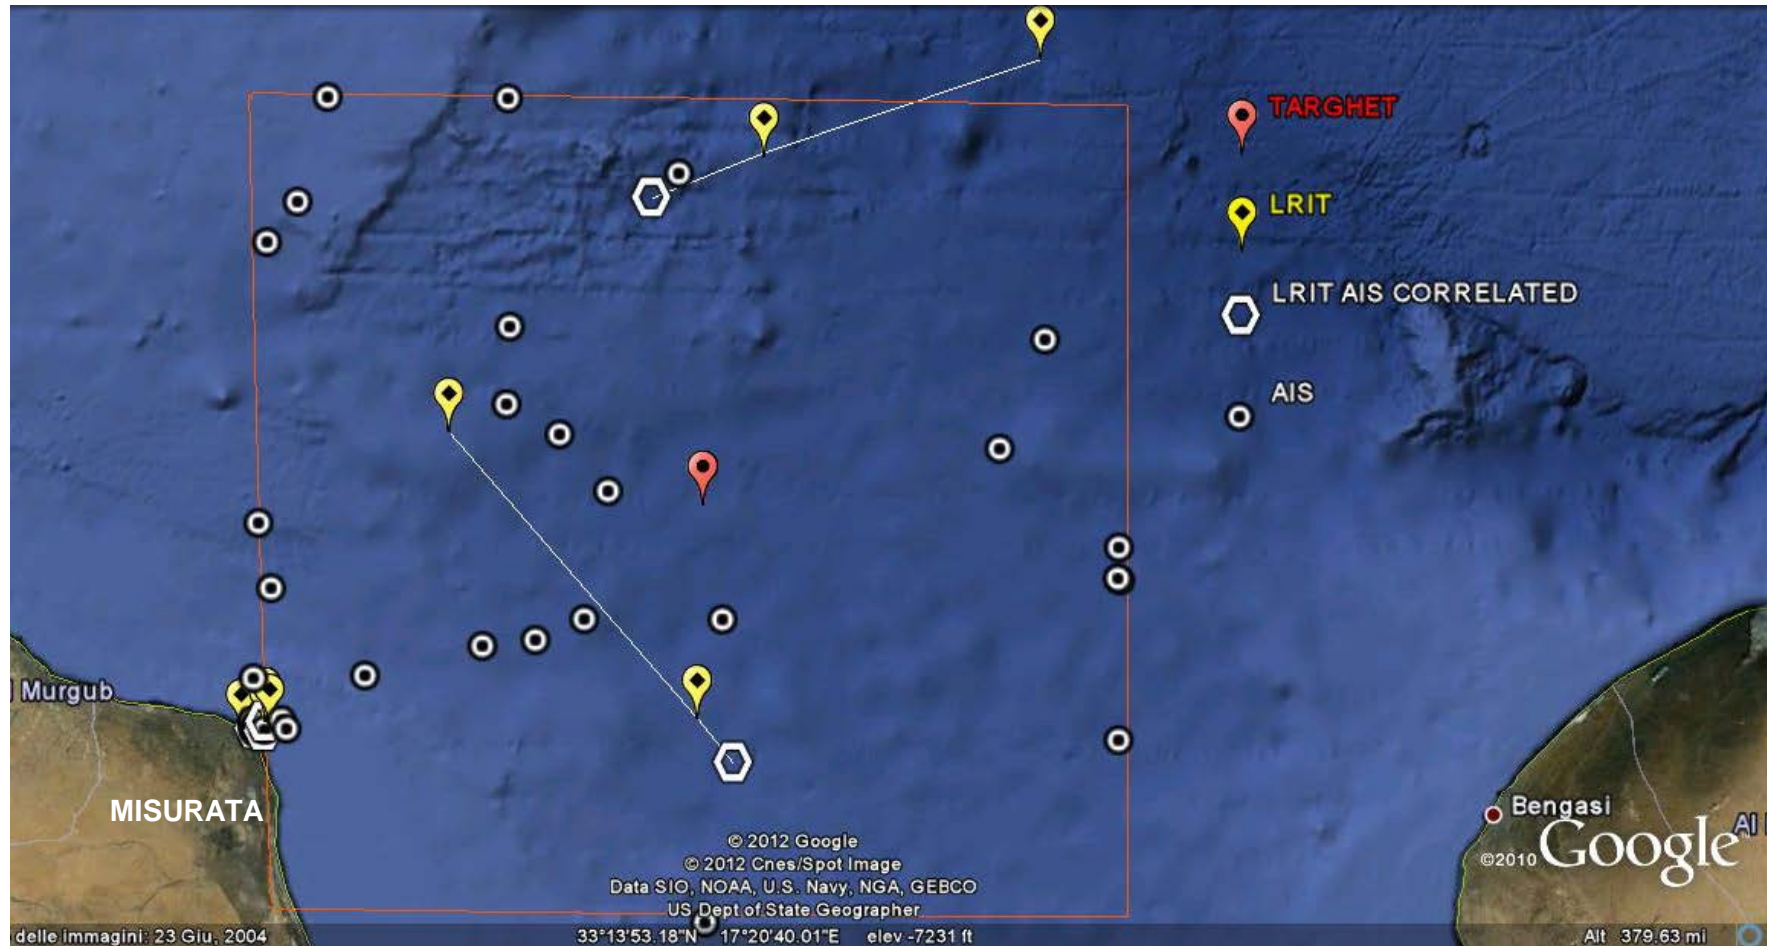 TARGHET
LRIT
LRIT AIS CORRELATED
AIS
Murgub
MISURATA
Bengasi
© 2012 Google
© 2012 Cnes/Spot Image
Data SIO, NOAA, U.S. Navy, NGA, GEBCO
US Dept of State Geographer
©2010 Google
Al
delle immagini: 23 Giu, 2004
33°13'53.18"N 17°20'40.01"E elev -7231 ft
Alt 379.63 mi